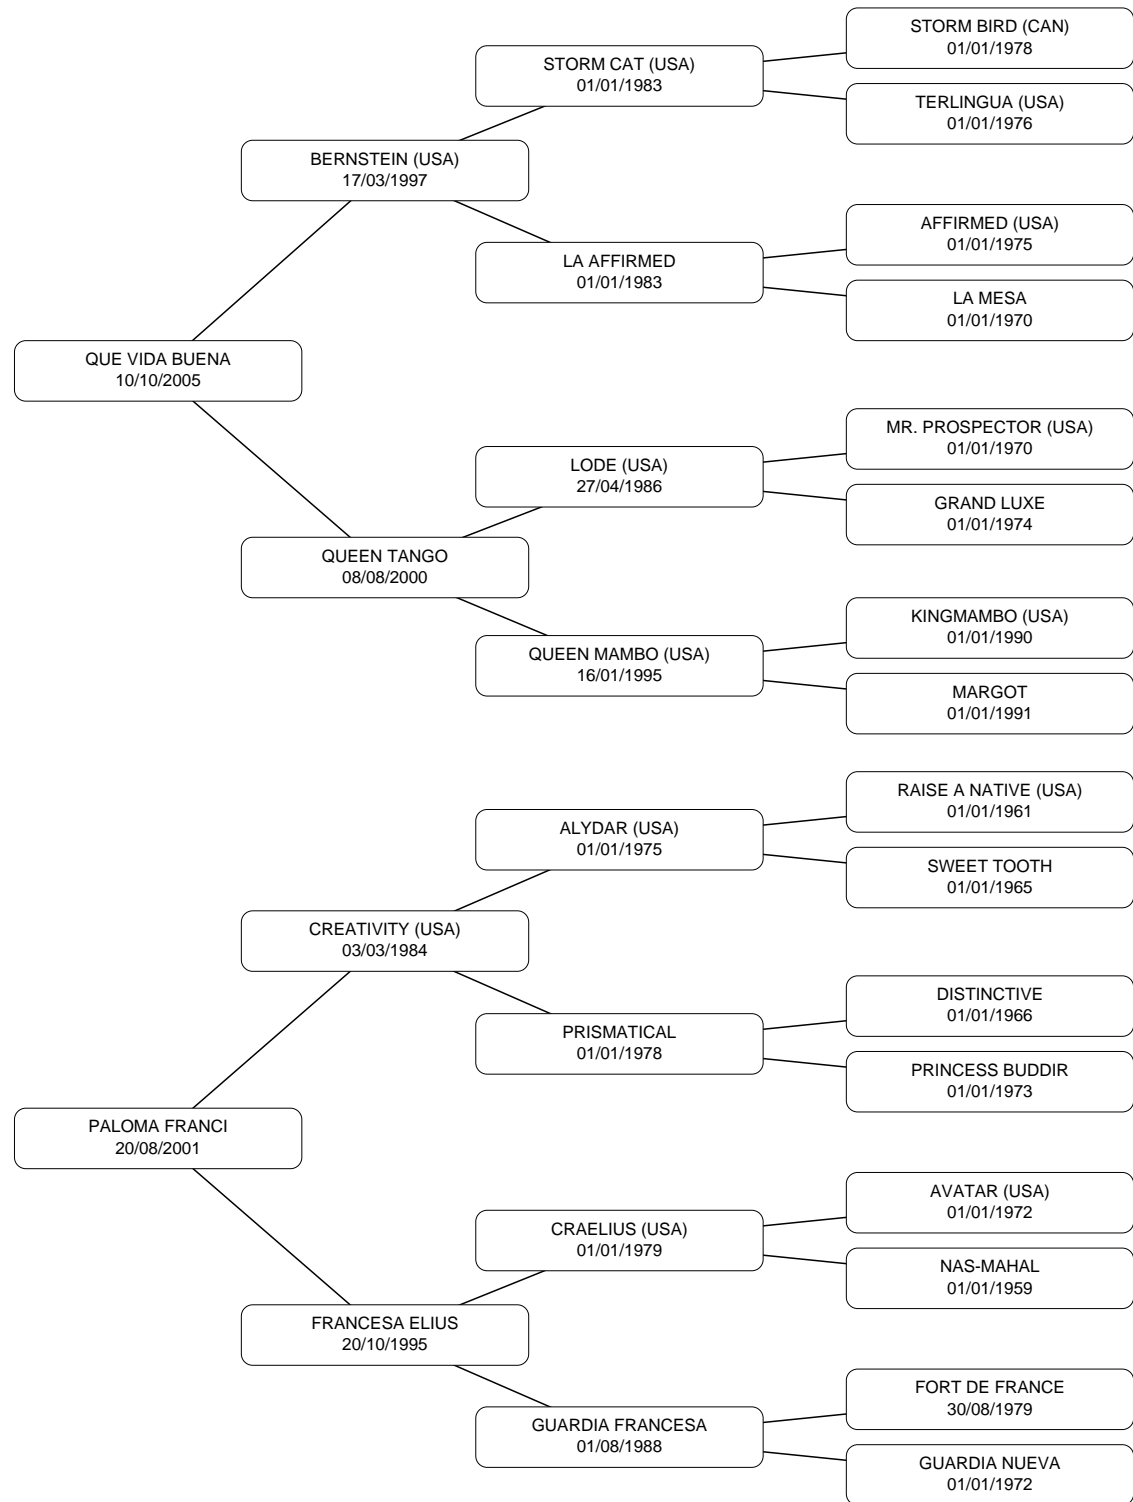 STORM BIRD (CAN)
01/01/1978
STORM CAT (USA)
01/01/1983
TERLINGUA (USA)
01/01/1976
BERNSTEIN (USA)
17/03/1997
AFFIRMED (USA)
01/01/1975
LA AFFIRMED
01/01/1983
LA MESA
01/01/1970
QUE VIDA BUENA
10/10/2005
MR. PROSPECTOR (USA)
01/01/1970
LODE (USA)
27/04/1986
GRAND LUXE
01/01/1974
QUEEN TANGO
08/08/2000
KINGMAMBO (USA)
01/01/1990
QUEEN MAMBO (USA)
16/01/1995
MARGOT
01/01/1991
RAISE A NATIVE (USA)
01/01/1961
ALYDAR (USA)
01/01/1975
SWEET TOOTH
01/01/1965
CREATIVITY (USA)
03/03/1984
DISTINCTIVE
01/01/1966
PRISMATICAL
01/01/1978
PRINCESS BUDDIR
01/01/1973
PALOMA FRANCI
20/08/2001
AVATAR (USA)
01/01/1972
CRAELIUS (USA)
01/01/1979
NAS-MAHAL
01/01/1959
FRANCESA ELIUS
20/10/1995
FORT DE FRANCE
30/08/1979
GUARDIA FRANCESA
01/08/1988
GUARDIA NUEVA
01/01/1972